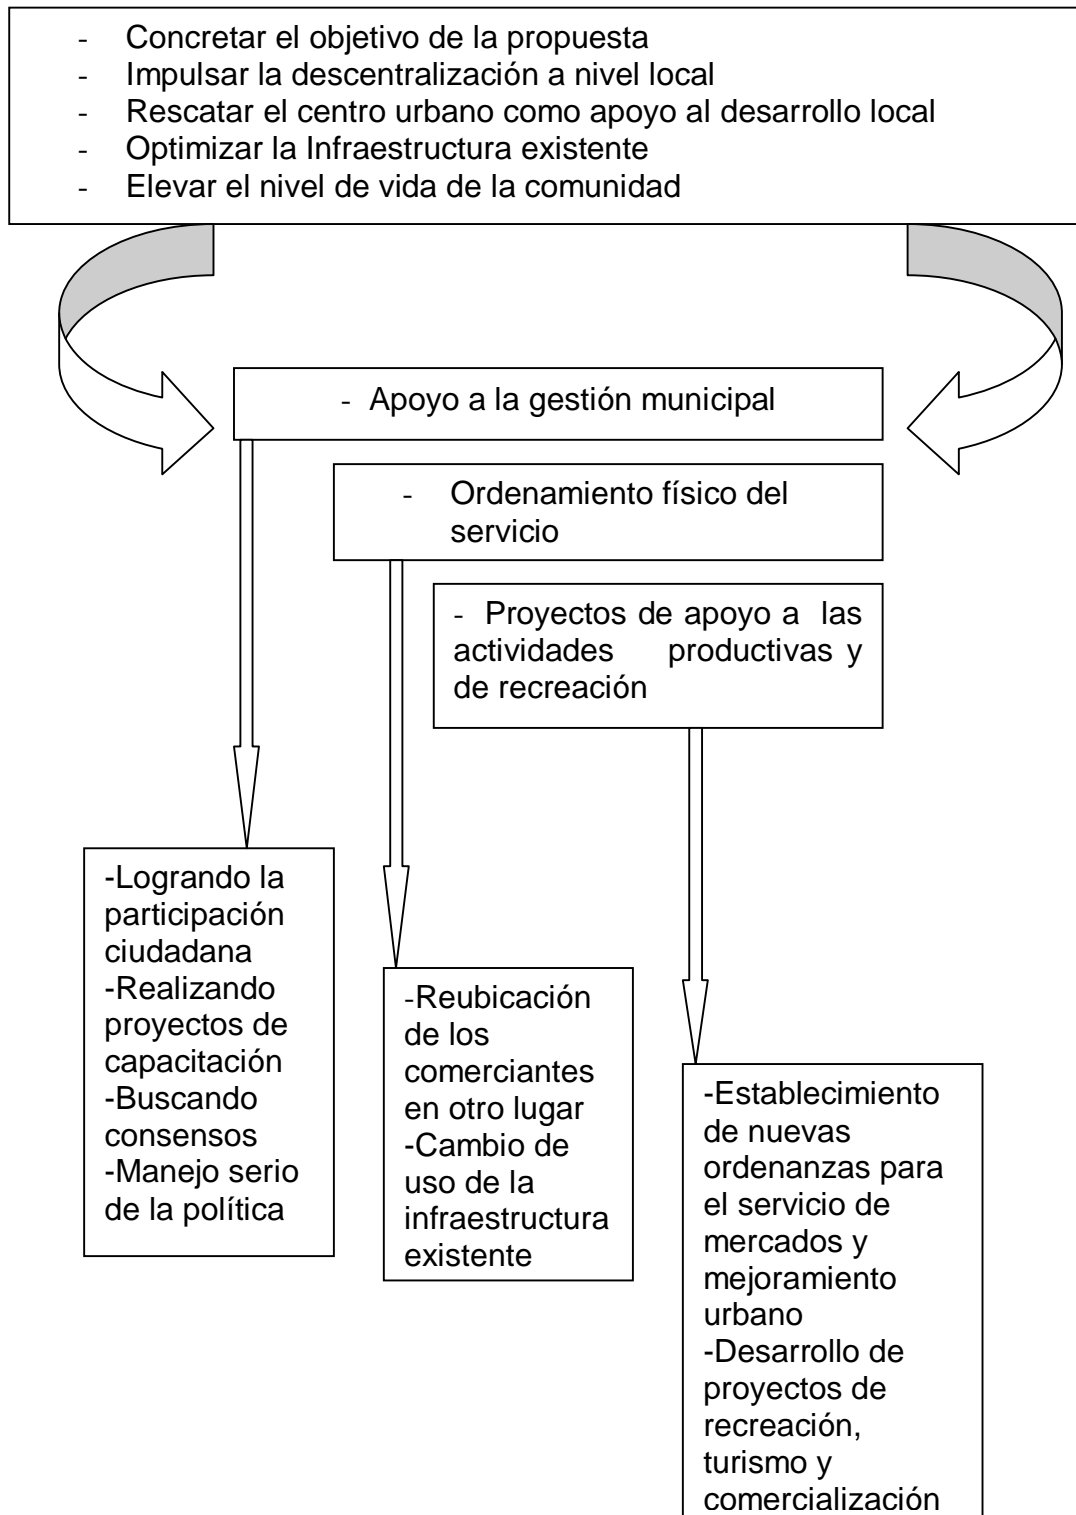 - Concretar el objetivo de la propuesta
- Impulsar la descentralización a nivel local
- Rescatar el centro urbano como apoyo al desarrollo local
- Optimizar la Infraestructura existente
- Elevar el nivel de vida de la comunidad
- Apoyo a la gestión municipal
- Ordenamiento físico del
servicio
- Proyectos de apoyo a las
actividades productivas y
de recreación
-Logrando la
participación
ciudadana
-Realizando
proyectos de
capacitación
-Buscando
consensos
-Manejo serio
de la política
-Reubicación
de los
comerciantes
en otro lugar
-Cambio de
uso de la
infraestructura
existente
-Establecimiento
de nuevas
ordenanzas para
el servicio de
mercados y
mejoramiento
urbano
-Desarrollo de
proyectos de
recreación,
turismo y
comercialización